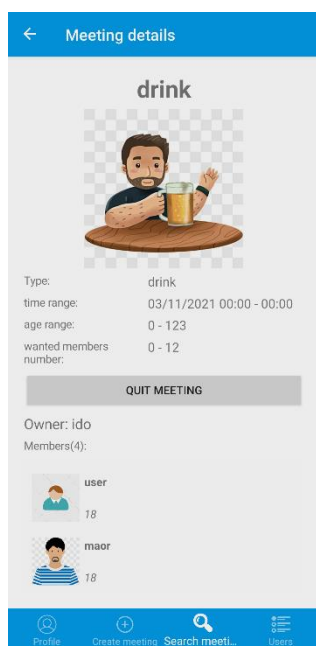 Meeting details
drink
Type: drink
time range: 03/11/2021 00:00 - 00:00
age range: 0 - 123
wanted members number: 0 - 12
QUIT MEETING
Owner: ido
Members(4):
user
18
maor
18
Profile Create meeting Search meeti... Users